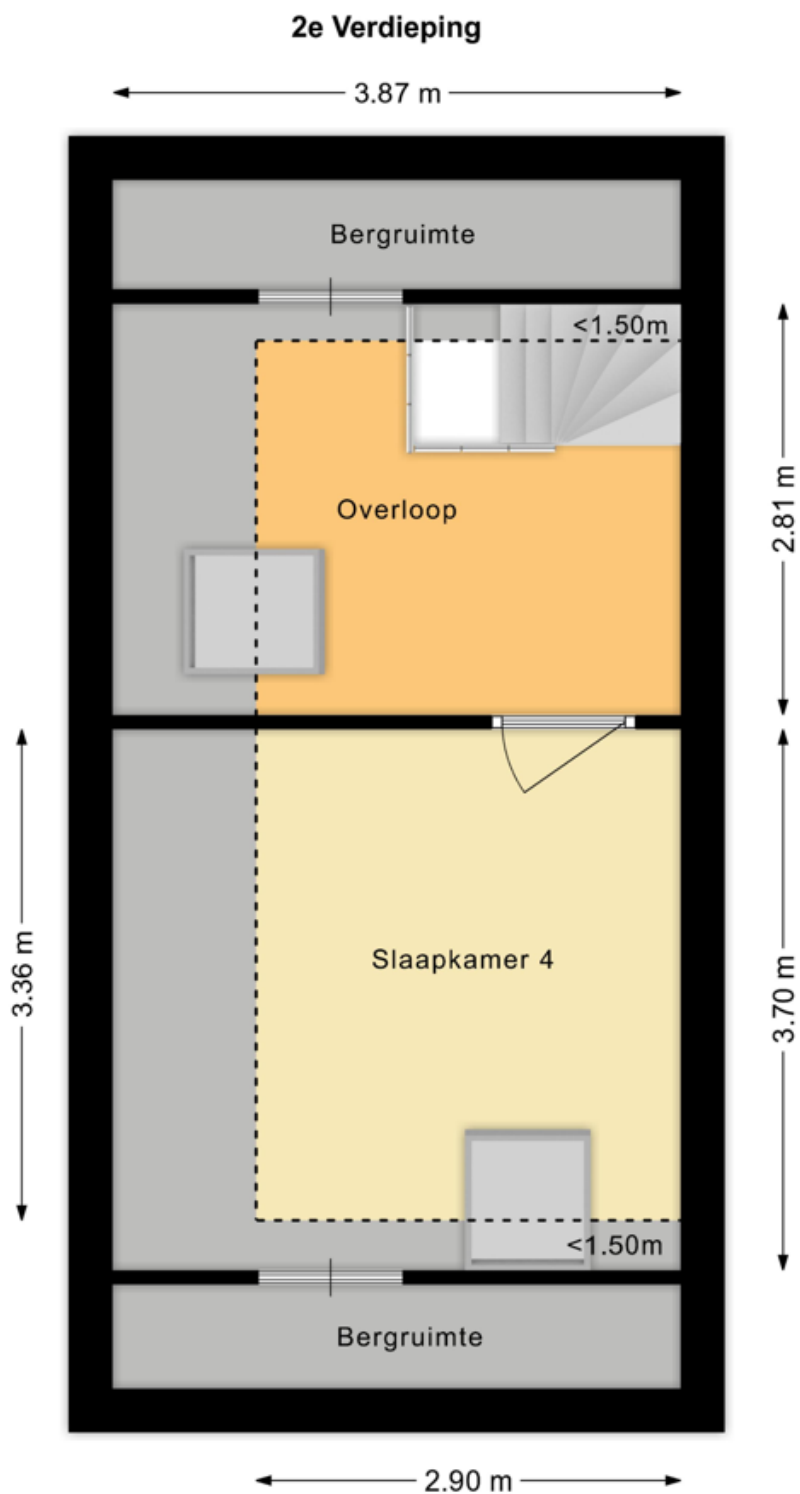 2e Verdieping
3.87 m
Bergruimte
<1.50m
2.81 m
Overloop
Slaapkamer 4
3.36 m
3.70 m
<1.50m
Bergruimte
2.90 m